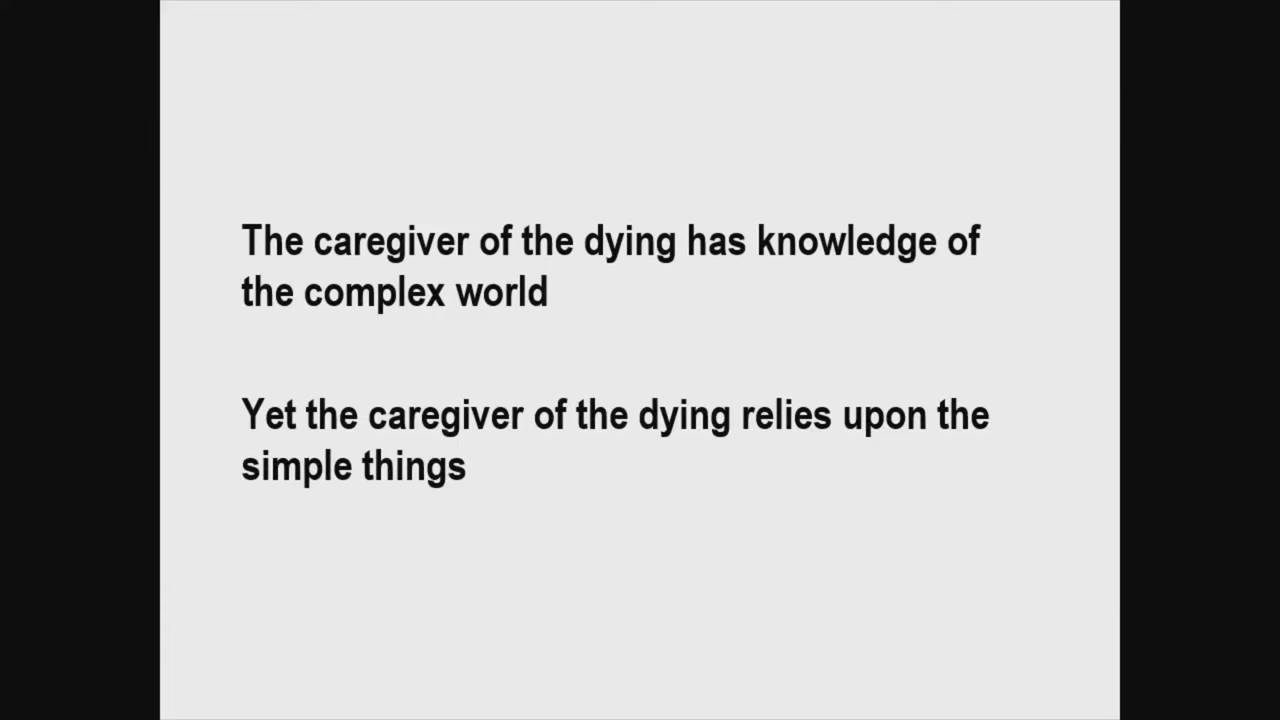 The caregiver of the dying has knowledge of
the complex world
Yet the caregiver of the dying relies upon the
simple things